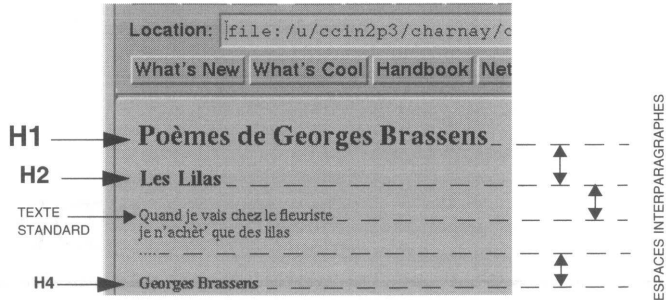 Location: file:/u/ccin2p3/charnay/c
What's New What's Cool Handbook Net
H1 Poèmes de Georges Brassens
H2 Les Lilas
TEXTE
STANDARD
Quand je vais chez le fleuriste
je n'achèt' que des lilas
....
H4 Georges Brassens
ESPACES INTERPARAGRAPHES